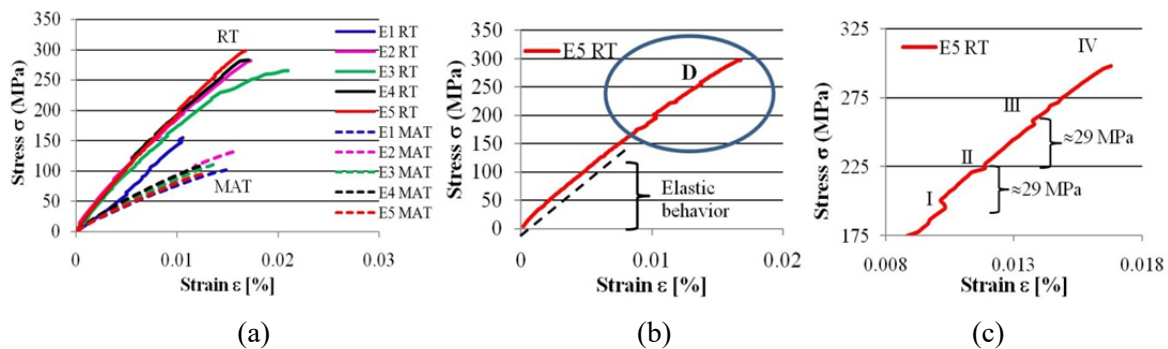 350
300
250
200
150
100
50
0
0
0.01
0.02
0.03
Stress σ (MPa)
Strain ε [%]
RT
MAT
E1 RT
E2 RT
E3 RT
E4 RT
E5 RT
E1 MAT
E2 MAT
E3 MAT
E4 MAT
E5 MAT
(a)
350
300
250
200
150
100
50
0
0
0.01
0.02
Stress σ (MPa)
Strain ε [%]
E5 RT
D
Elastic
behavior
(b)
325
275
225
175
0.008
0.013
0.018
Stress σ (MPa)
Strain ε [%]
E5 RT
IV
III
≈29 MPa
II
≈29 MPa
I
(c)